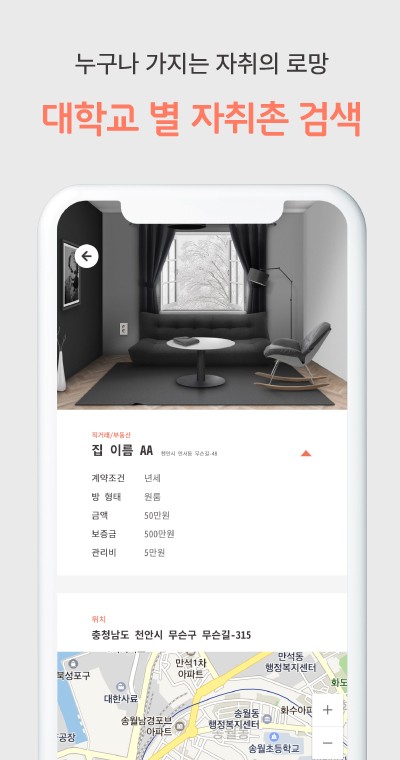 누구나 가지는 자취의 로망
대학교 별 자취촌 검색
직거래/부동산
집 이름 AA 천안시 안서동 무슨길-48
계약조건 년세
방 형태 원룸
금액 50만원
보증금 500만원
관리비 5만원
위치
충청남도 천안시 무슨구 무슨길-315
만석1차
아파트
만석동
행정복지센터
북성포구
대한사료
화도
송월남경포브
아파트
송월동
행정복지센터
화수아파
공장
송월동
송월초등학교